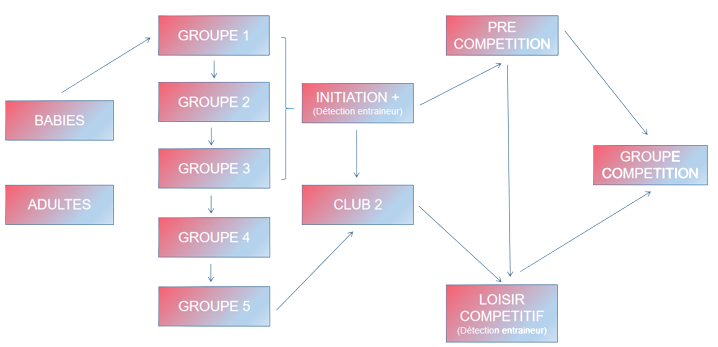 BABIES
ADULTES
GROUPE 1
GROUPE 2
GROUPE 3
GROUPE 4
GROUPE 5
INITIATION +
(Détection entraineur)
CLUB 2
PRE
COMPETITION
LOISIR
COMPETITIF
(Détection entraineur)
GROUPE
COMPETITION